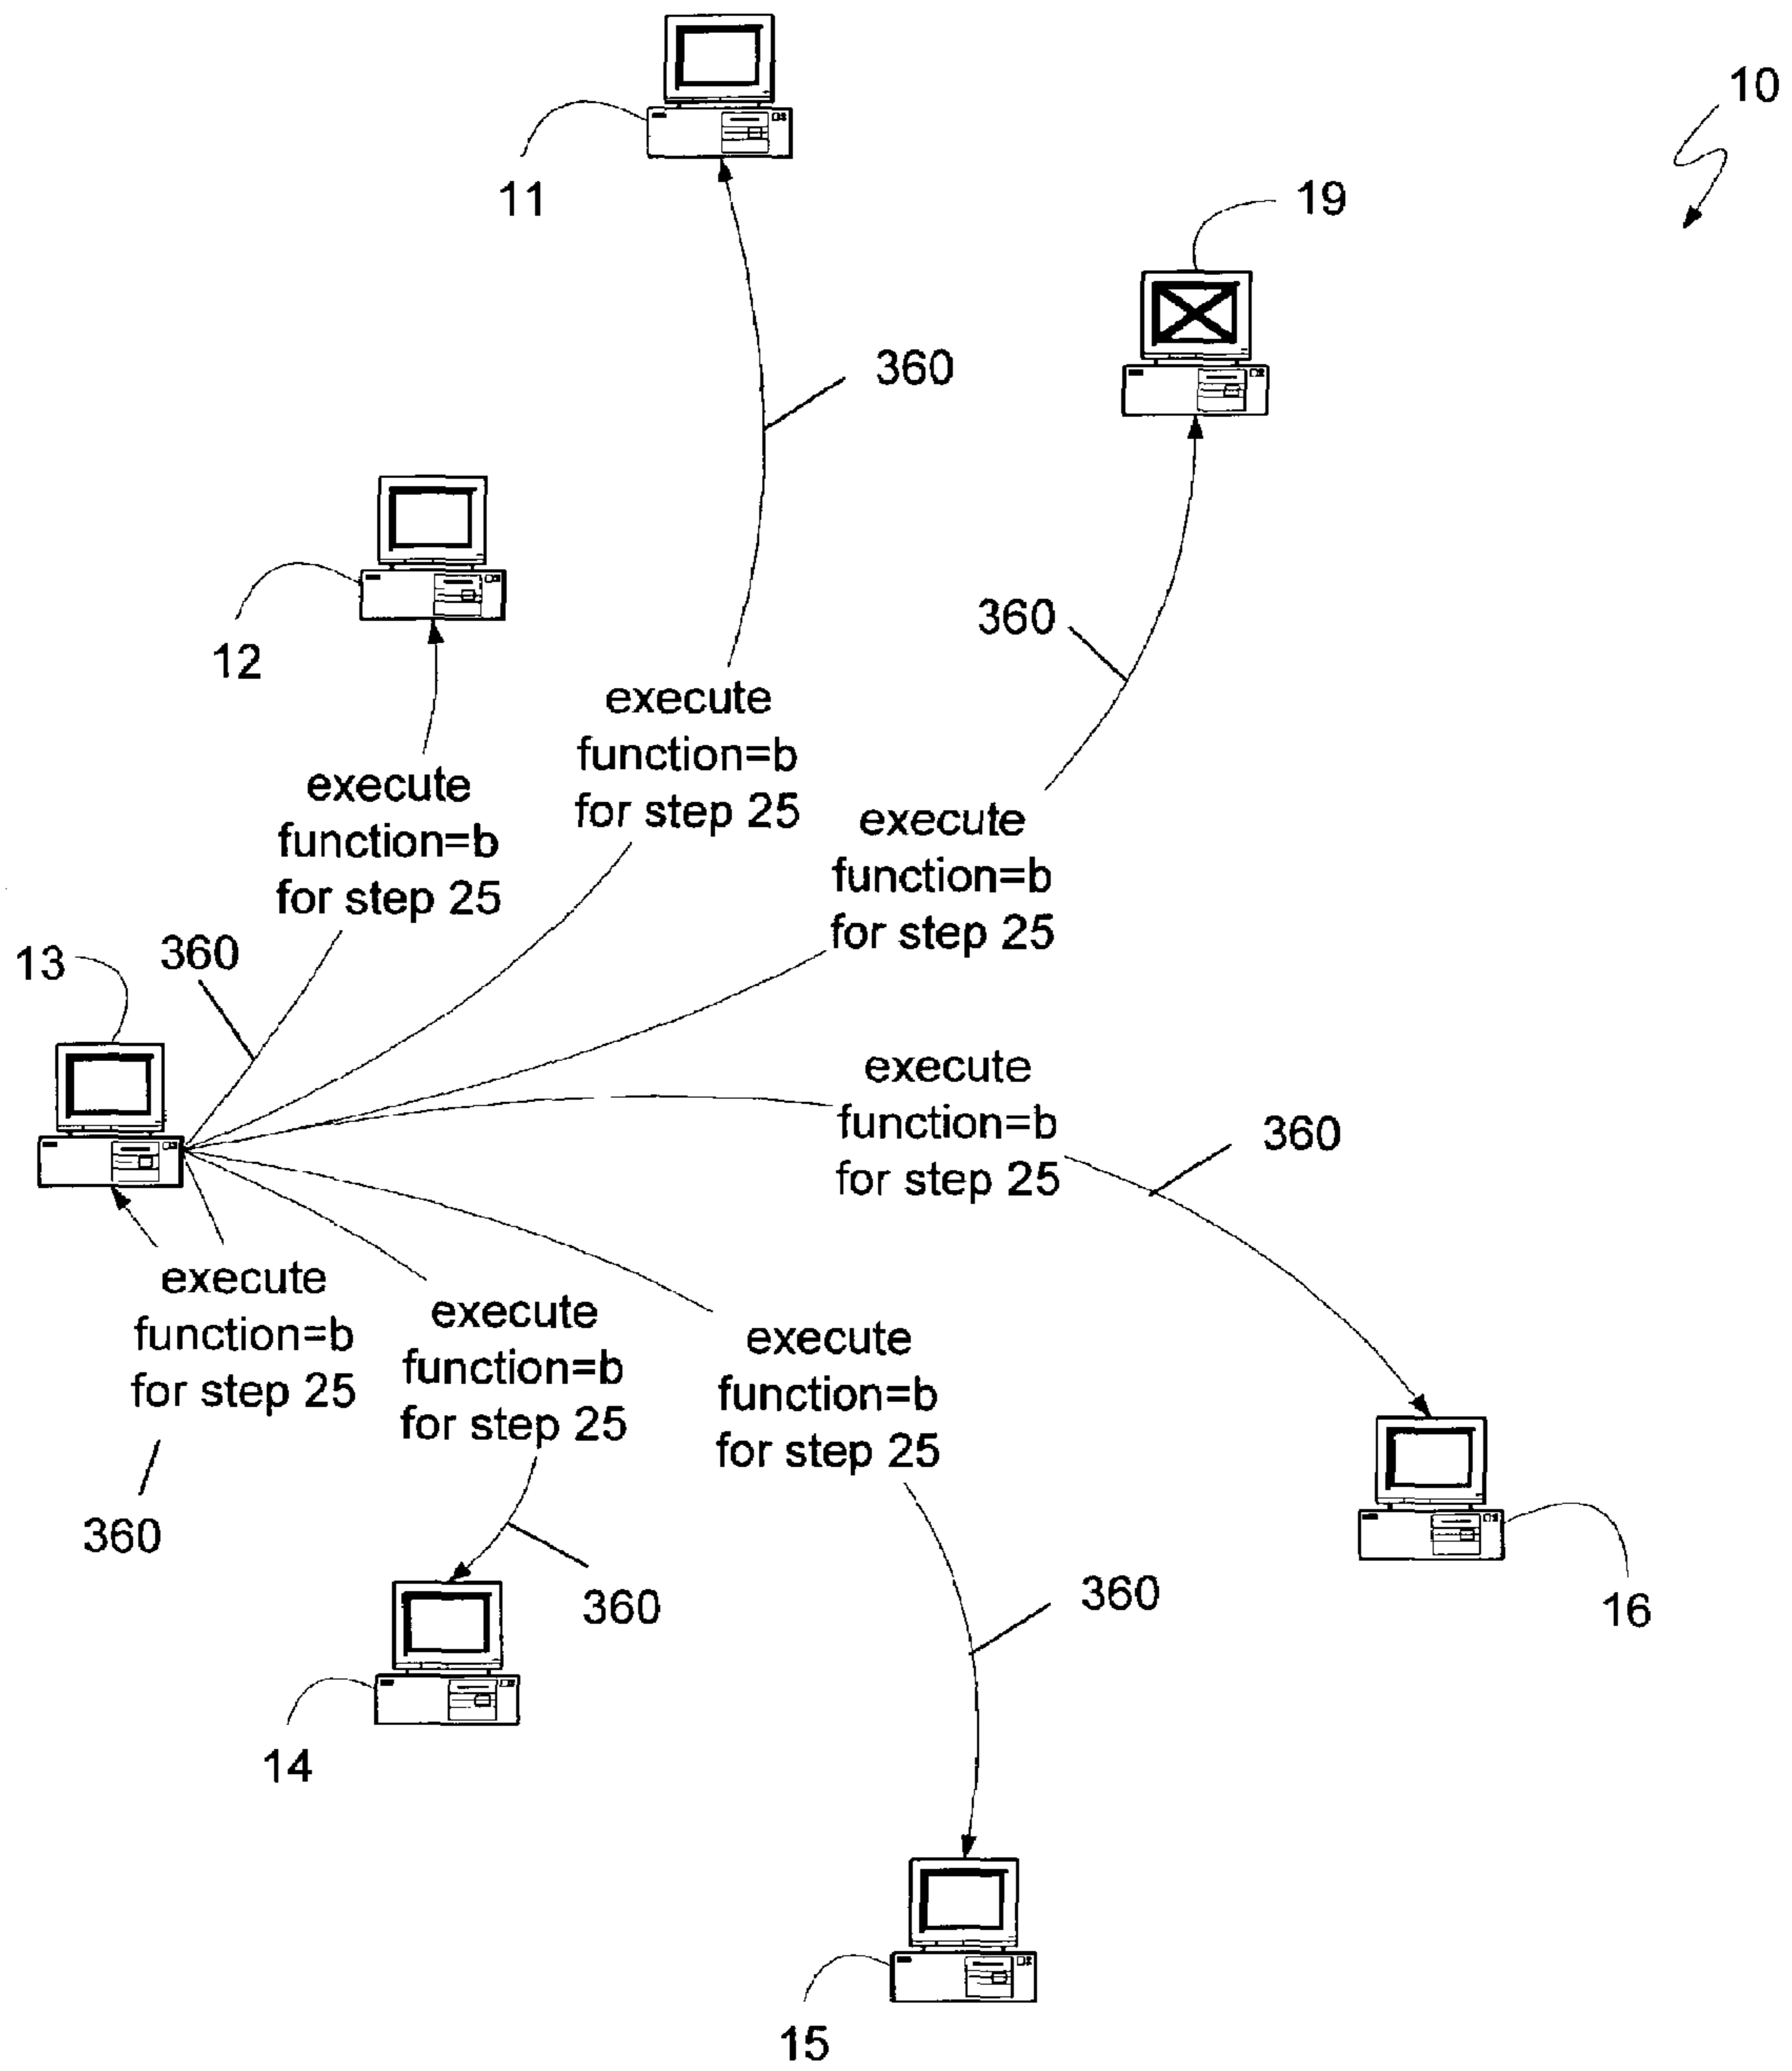 10
11
19
360
12
360
execute
function=b
for step 25
execute
function=b
for step 25
execute
function=b
for step 25
13
360
execute
function=b
for step 25
360
execute
function=b
for step 25
execute
function=b
for step 25
execute
function=b
for step 25
360
360
360
16
14
15